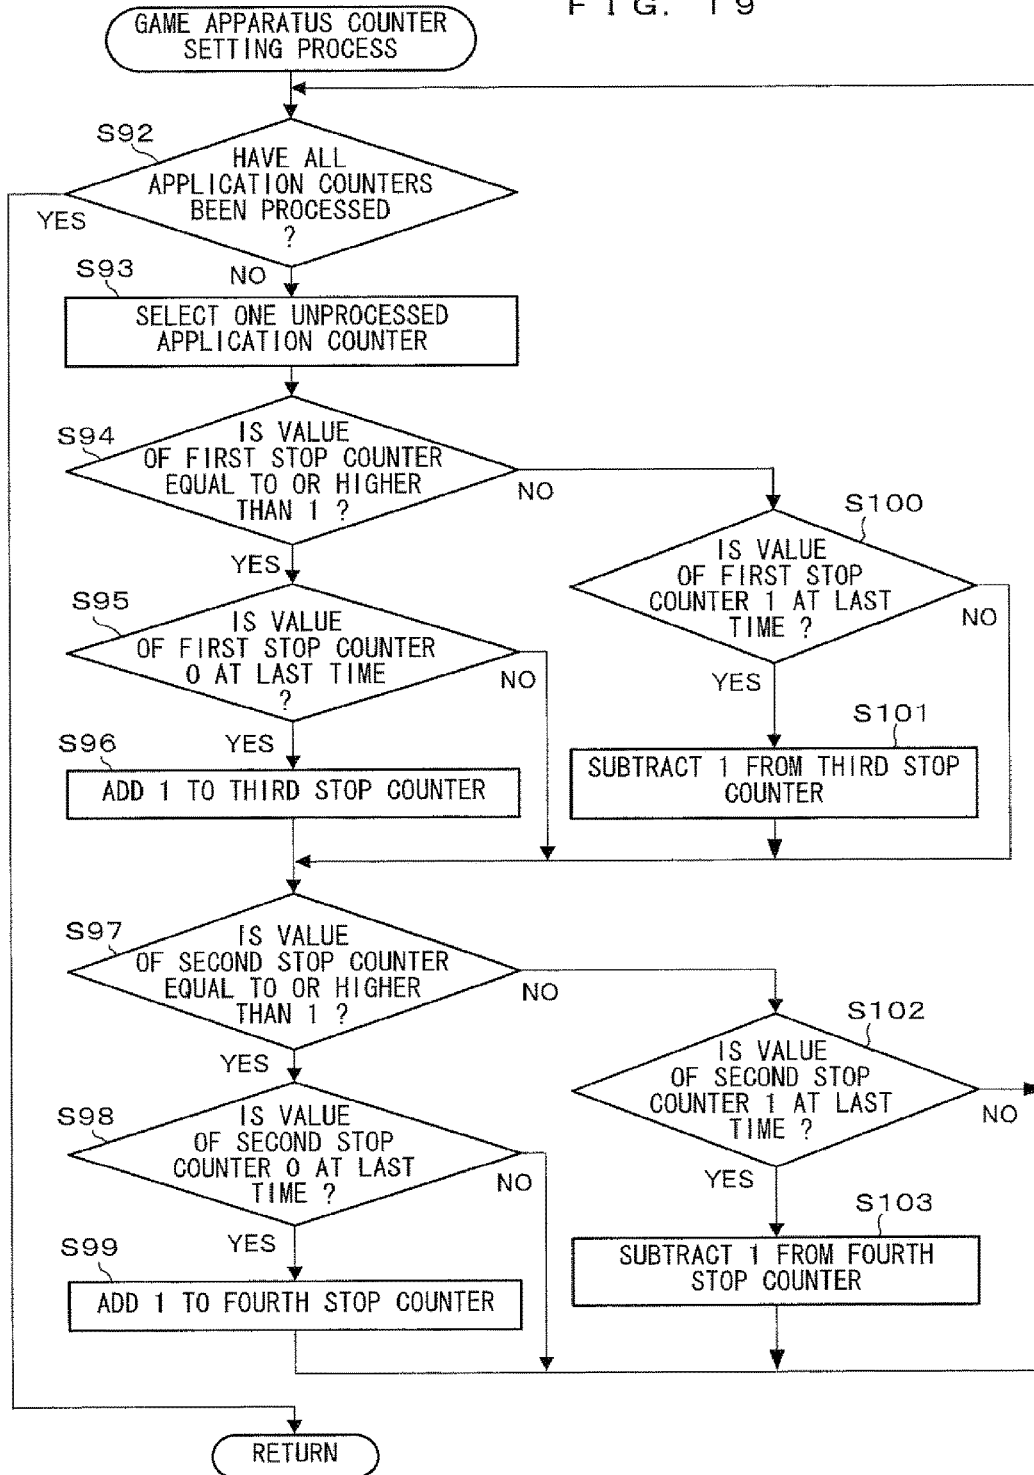 FIG. 19
GAME APPARATUS COUNTER
SETTING PROCESS
S92
HAVE ALL
APPLICATION COUNTERS
BEEN PROCESSED
?
YES
NO
S93
SELECT ONE UNPROCESSED
APPLICATION COUNTER
S94
IS VALUE
OF FIRST STOP COUNTER
EQUAL TO OR HIGHER
THAN 1 ?
NO
YES
S100
IS VALUE
OF FIRST STOP
COUNTER 1 AT LAST
TIME ?
NO
YES
S95
IS VALUE
OF FIRST STOP COUNTER
0 AT LAST TIME
?
NO
YES
S101
SUBTRACT 1 FROM THIRD STOP
COUNTER
S96
ADD 1 TO THIRD STOP COUNTER
S97
IS VALUE
OF SECOND STOP COUNTER
EQUAL TO OR HIGHER
THAN 1 ?
NO
YES
S102
IS VALUE
OF SECOND STOP
COUNTER 1 AT LAST
TIME ?
NO
YES
S98
IS VALUE
OF SECOND STOP
COUNTER 0 AT LAST
TIME ?
NO
YES
S103
SUBTRACT 1 FROM FOURTH
STOP COUNTER
S99
ADD 1 TO FOURTH STOP COUNTER
RETURN